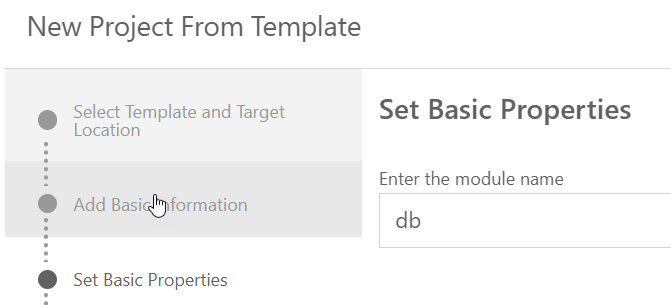 New Project From Template
Select Template and Target
Location
Add Basic Information
Set Basic Properties
Set Basic Properties
Enter the module name
db